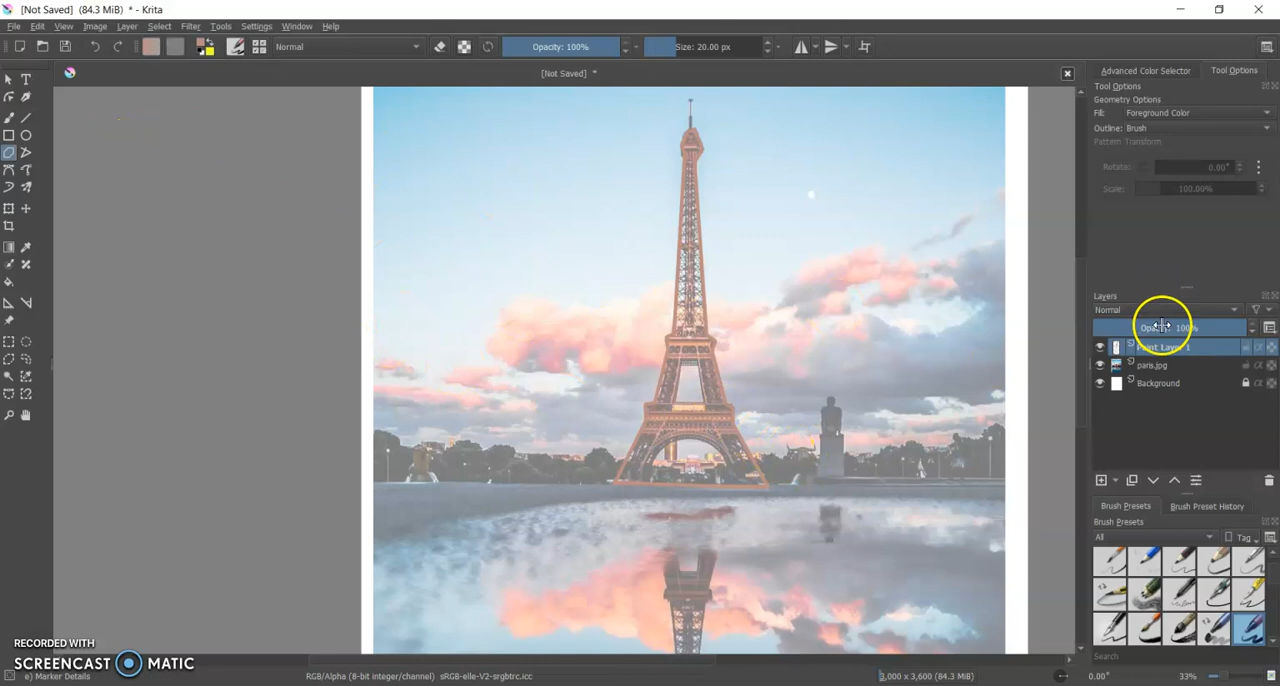 [Not Saved] (84.3 MiB) * - Krita
File Edit View Image Layer Select Filter Tools Settings Window Help
Normal Opacity: 100% Size: 20.00 px
[Not Saved] *
Advanced Color Selector Tool Options
Tool Options
Geometry Options
Fill: Foreground Color
Outline: Brush
Pattern Transform
Rotate: 0.00°
Scale: 100.00%
Layers
Normal
Opacity: 100%
Paint Layer 1
paris.jpg
Background
Brush Presets Brush Preset History
Brush Presets
All Tag
Search
RECORDED WITH
SCREENCAST MATIC
e) Marker Details RGB/Alpha (8-bit integer/channel) sRGB-elle-V2-srgbtrc.icc 3,000 x 3,600 (84.3 MiB) 0.00° 33%